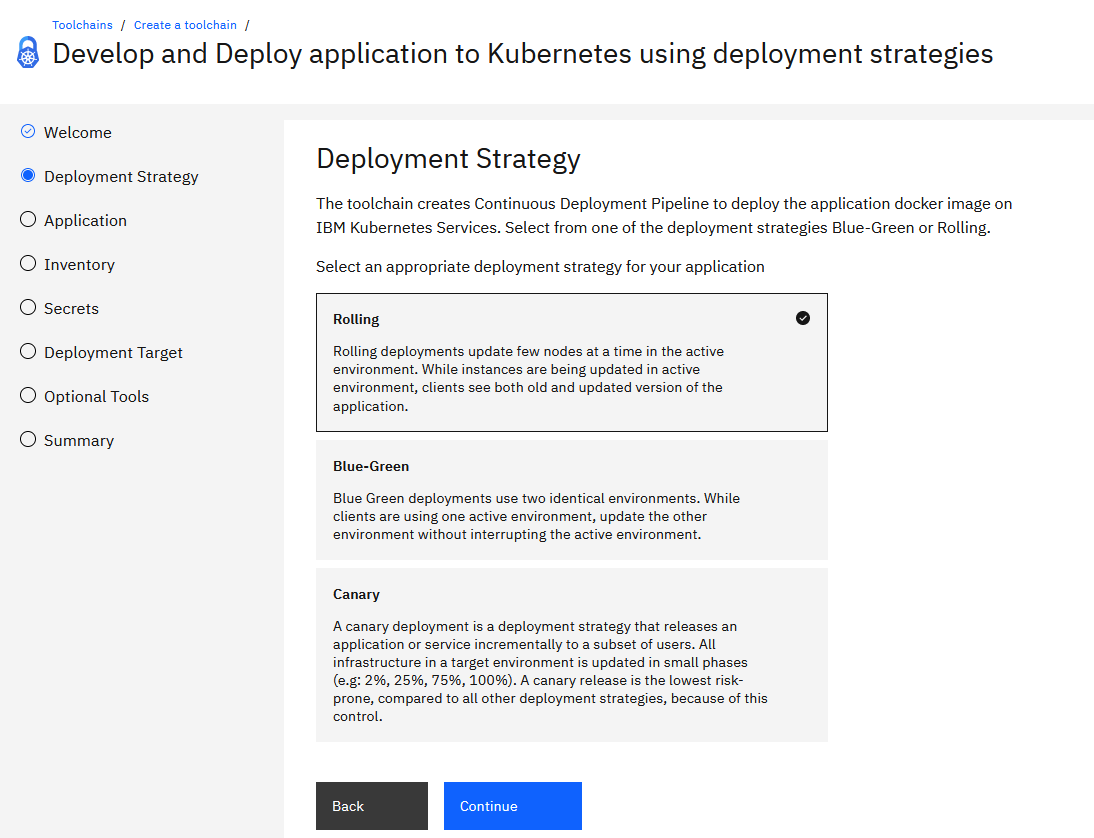 Toolchains / Create a toolchain /
Develop and Deploy application to Kubernetes using deployment strategies
Welcome
Deployment Strategy
Application
Inventory
Secrets
Deployment Target
Optional Tools
Summary
Deployment Strategy
The toolchain creates Continuous Deployment Pipeline to deploy the application docker image on
IBM Kubernetes Services. Select from one of the deployment strategies Blue-Green or Rolling.
Select an appropriate deployment strategy for your application
Rolling
Rolling deployments update few nodes at a time in the active
environment. While instances are being updated in active
environment, clients see both old and updated version of the
application.
Blue-Green
Blue Green deployments use two identical environments. While
clients are using one active environment, update the other
environment without interrupting the active environment.
Canary
A canary deployment is a deployment strategy that releases an
application or service incrementally to a subset of users. All
infrastructure in a target environment is updated in small phases
(e.g: 2%, 25%, 75%, 100%). A canary release is the lowest risk-
prone, compared to all other deployment strategies, because of this
control.
Back
Continue